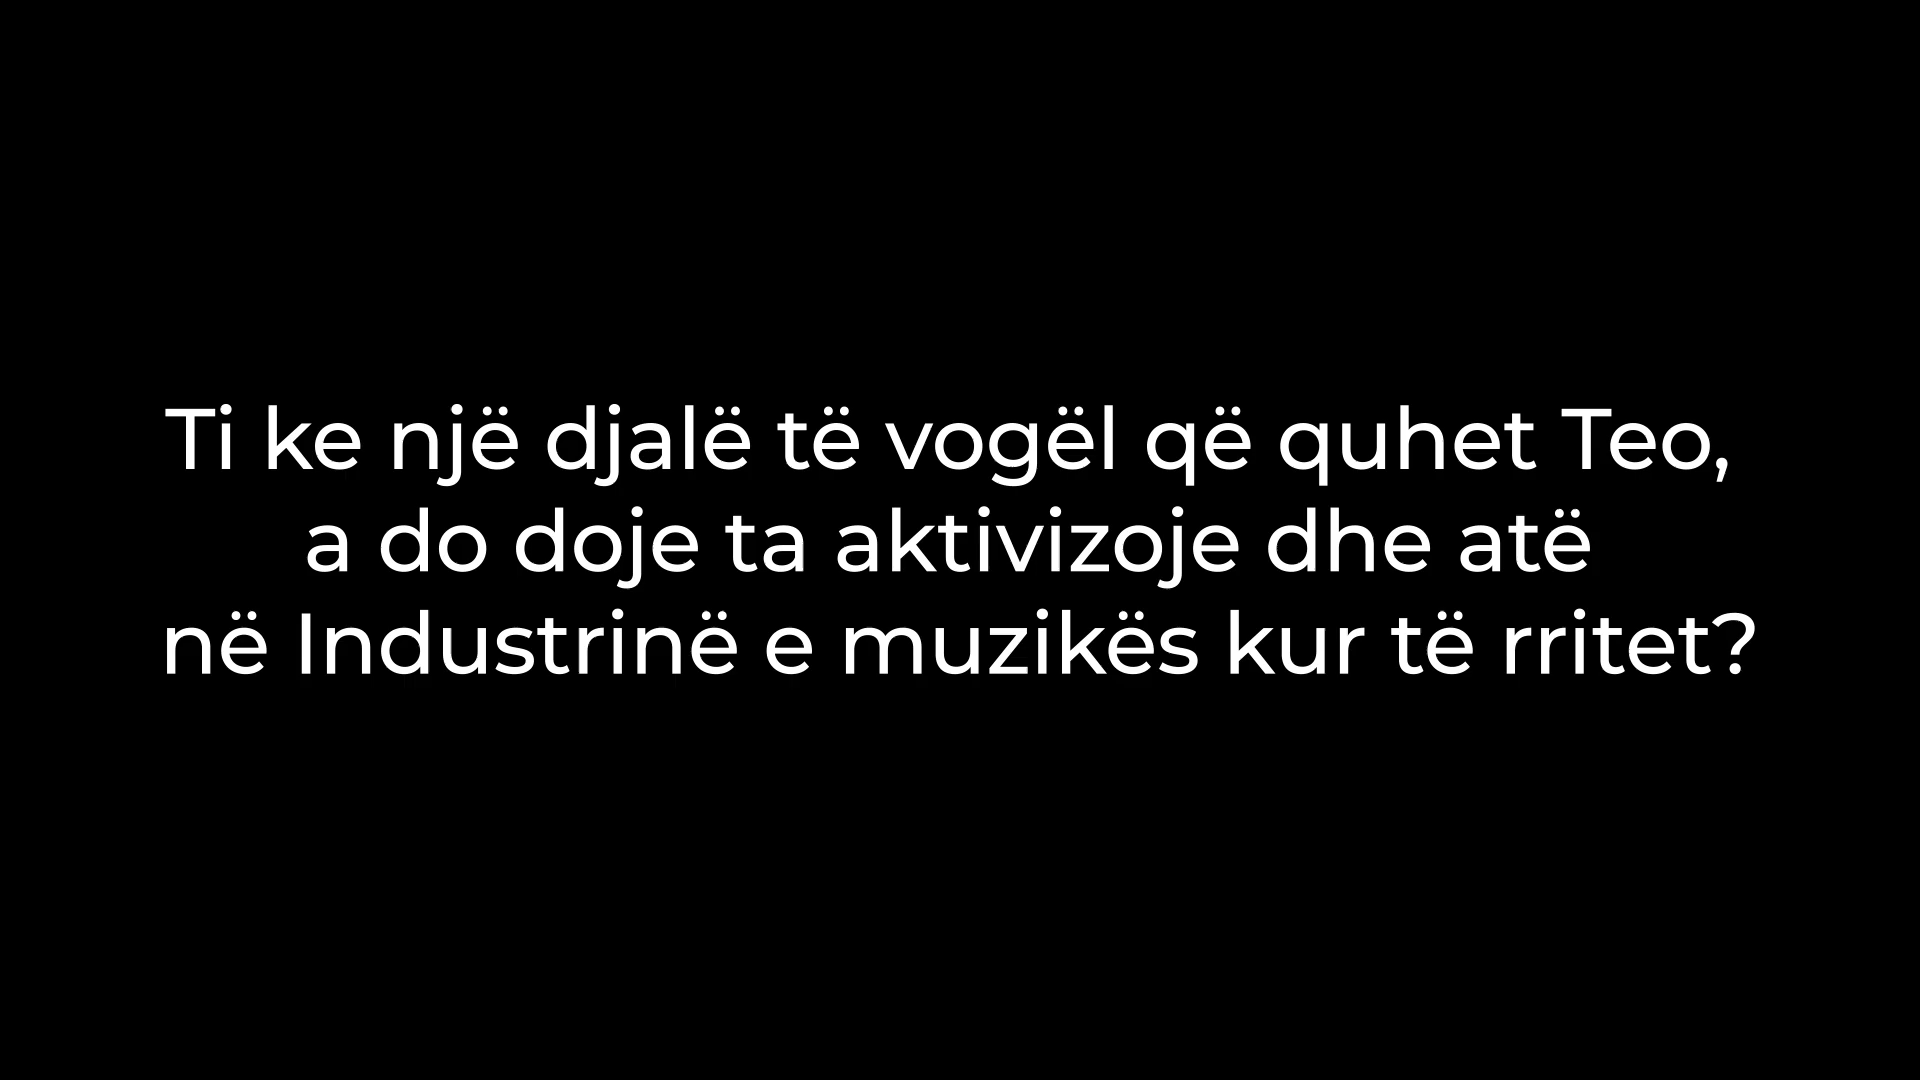 Ti ke një djalë të vogël që quhet Teo,
a do doje ta aktivizoje dhe atë
në Industrinë e muzikës kur të rritet?